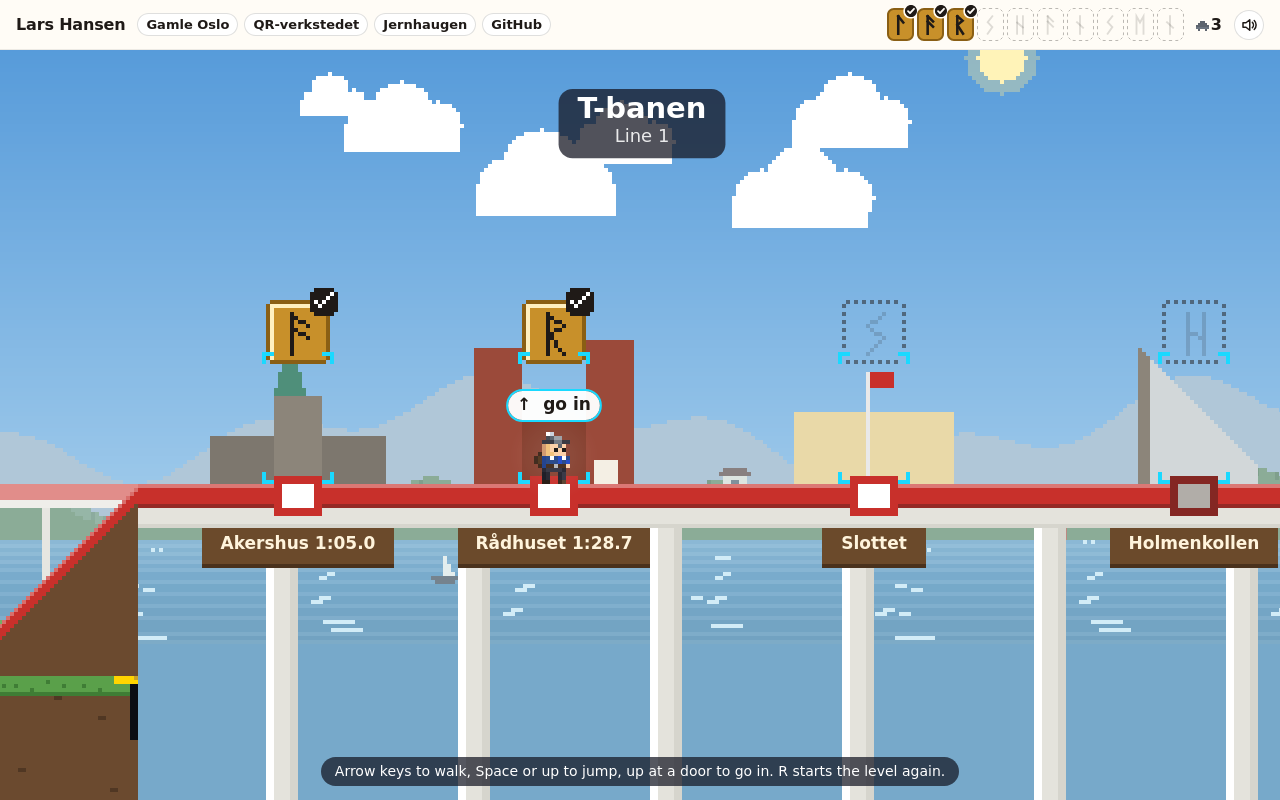 Lars Hansen
Gamle Oslo
QR-verkstedet
Jernhaugen
GitHub
ᚳ ᚨ ᚱ ᛊ ᚺ ᚨ ᚾ ᛊ ᛖ ᚾ
3
T-banen
Line 1
ᚨ ᚱ ᛊ ᚺ
↑ go in
Akershus 1:05.0
Rådhuset 1:28.7
Slottet
Holmenkollen
Arrow keys to walk, Space or up to jump, up at a door to go in. R starts the level again.